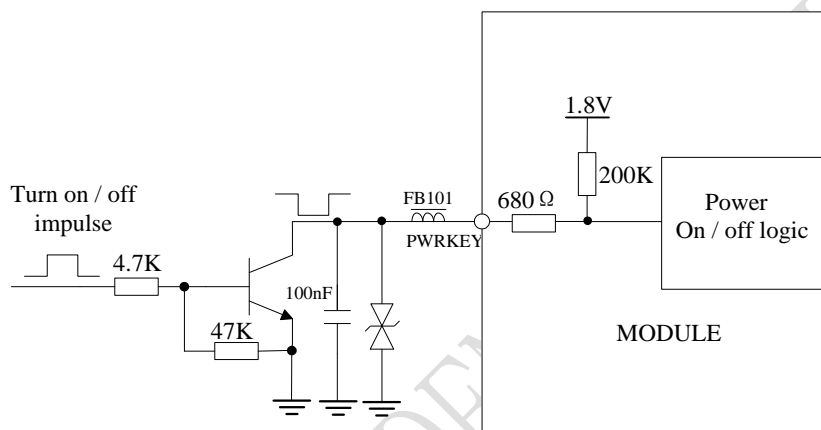 1.8V
200K
680 Ω
FB101
PWRKEY
Power
On / off logic
Turn on / off
impulse
4.7K
100nF
47K
MODULE